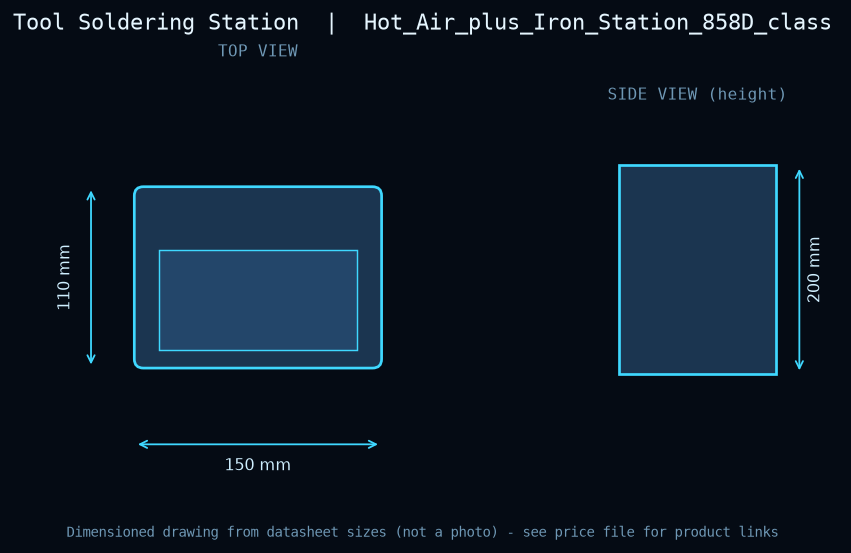 Tool Soldering Station  |  Hot_Air_plus_Iron_Station_858D_class
TOP VIEW
SIDE VIEW (height)
110 mm
200 mm
150 mm
Dimensioned drawing from datasheet sizes (not a photo) - see price file for product links